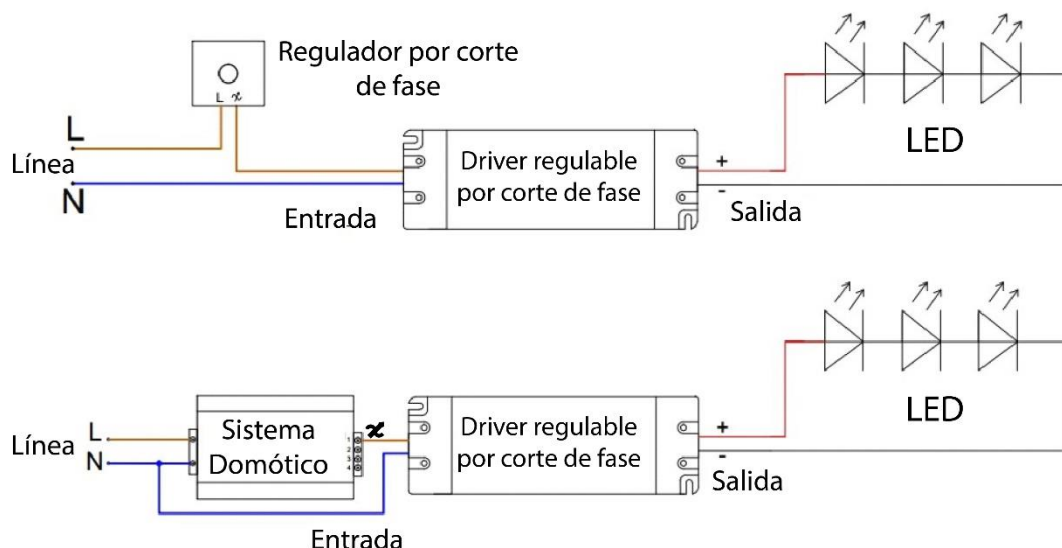 Regulador por corte
de fase
L
L
Línea
N
Driver regulable
por corte de fase
Entrada
+
-
Salida
LED
Línea
L
N
Sistema
Domótico
1
2
3
4
Driver regulable
por corte de fase
Entrada
+
-
Salida
LED